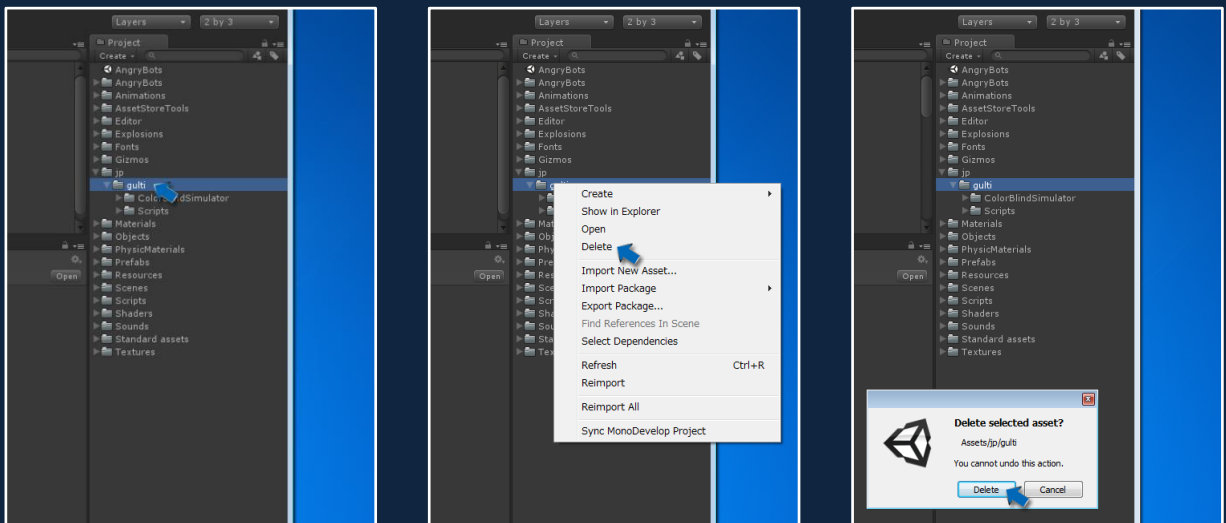 Layers 2 by 3
Project
Create
AngryBots
AngryBots
Animations
AssetStoreTools
Editor
Explosions
Fonts
Gizmos
jp
gulti
Scripts
Materials
Objects
PhysicMaterials
Prefabs
Open Resources
Scenes
Scripts
Shaders
Sounds
Standard assets
Textures
Layers 2 by 3
Project
Create
AngryBots
AngryBots
Animations
AssetStoreTools
Editor
Explosions
Fonts
Gizmos
jp
Open
Create
Show in Explorer
Open
Delete
Import New Asset...
Import Package
Export Package...
Find References In Scene
Select Dependencies
Refresh Ctrl+R
Reimport
Reimport All
Sync MonoDevelop Project
Layers 2 by 3
Project
Create
AngryBots
AngryBots
Animations
AssetStoreTools
Editor
Explosions
Fonts
Gizmos
jp
gulti
ColorBlindSimulator
Scripts
Materials
Objects
PhysicMaterials
Prefabs
Open Resources
Scenes
Scripts
Shaders
Sounds
Standard assets
Textures
Delete selected asset?
Assets/jp/gulti
You cannot undo this action.
Delete Cancel